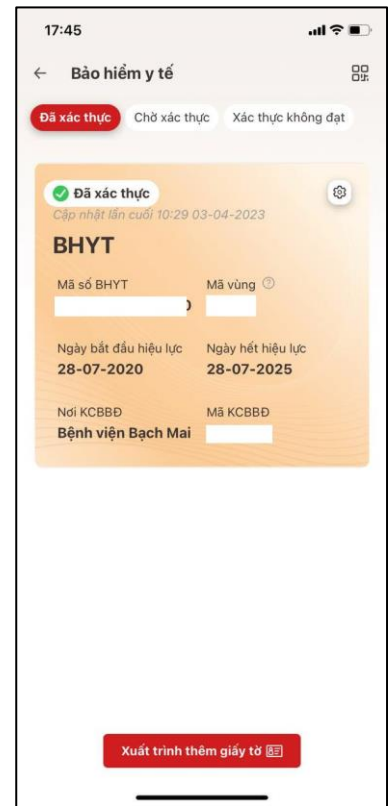 17:45
Bảo hiểm y tế
Đã xác thực Chờ xác thực Xác thực không đạt
Đã xác thực
Cập nhật lần cuối 10:29 03-04-2023
BHYT
Mã số BHYT Mã vùng
Ngày bắt đầu hiệu lực Ngày hết hiệu lực
28-07-2020 28-07-2025
Nơi KCBBĐ Mã KCBBĐ
Bệnh viện Bạch Mai
Xuất trình thêm giấy tờ